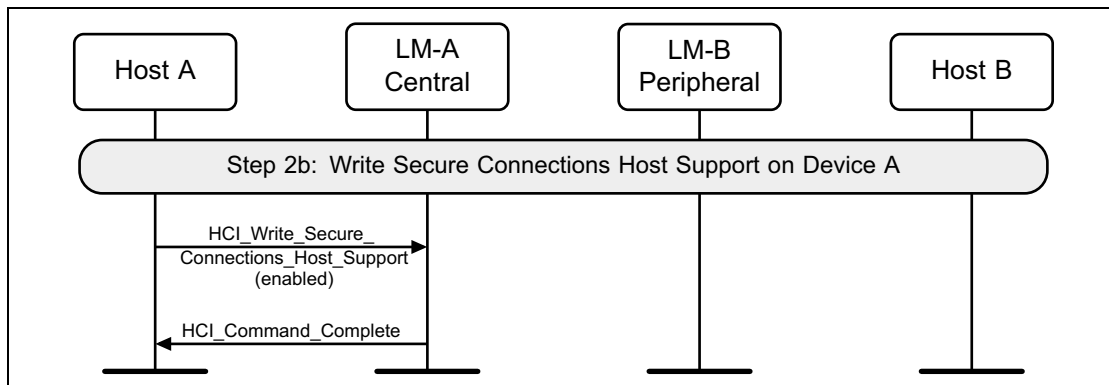 Host A
LM-A
Central
LM-B
Peripheral
Host B
Step 2b: Write Secure Connections Host Support on Device A
HCI_Write_Secure_
Connections_Host_Support
(enabled)
HCI_Command_Complete